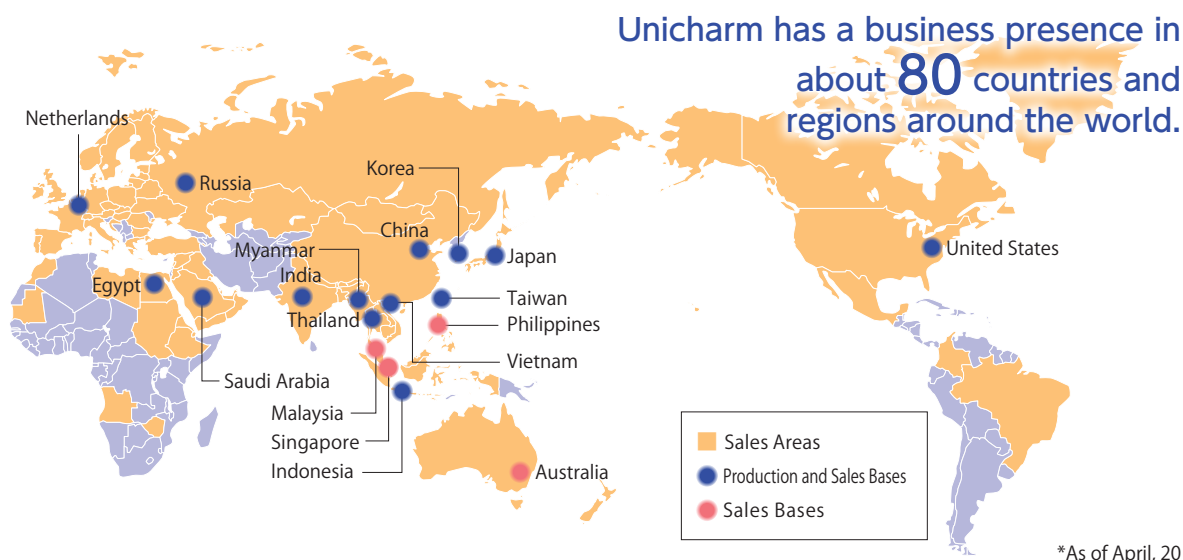 Unicharm has a business presence in
about 80 countries and
regions around the world.
Netherlands
Russia
Korea
China
Japan
Myanmar
India
Egypt
Thailand
Taiwan
Philippines
Vietnam
United States
Saudi Arabia
Malaysia
Singapore
Indonesia
Australia
Sales Areas
Production and Sales Bases
Sales Bases
*As of April, 20